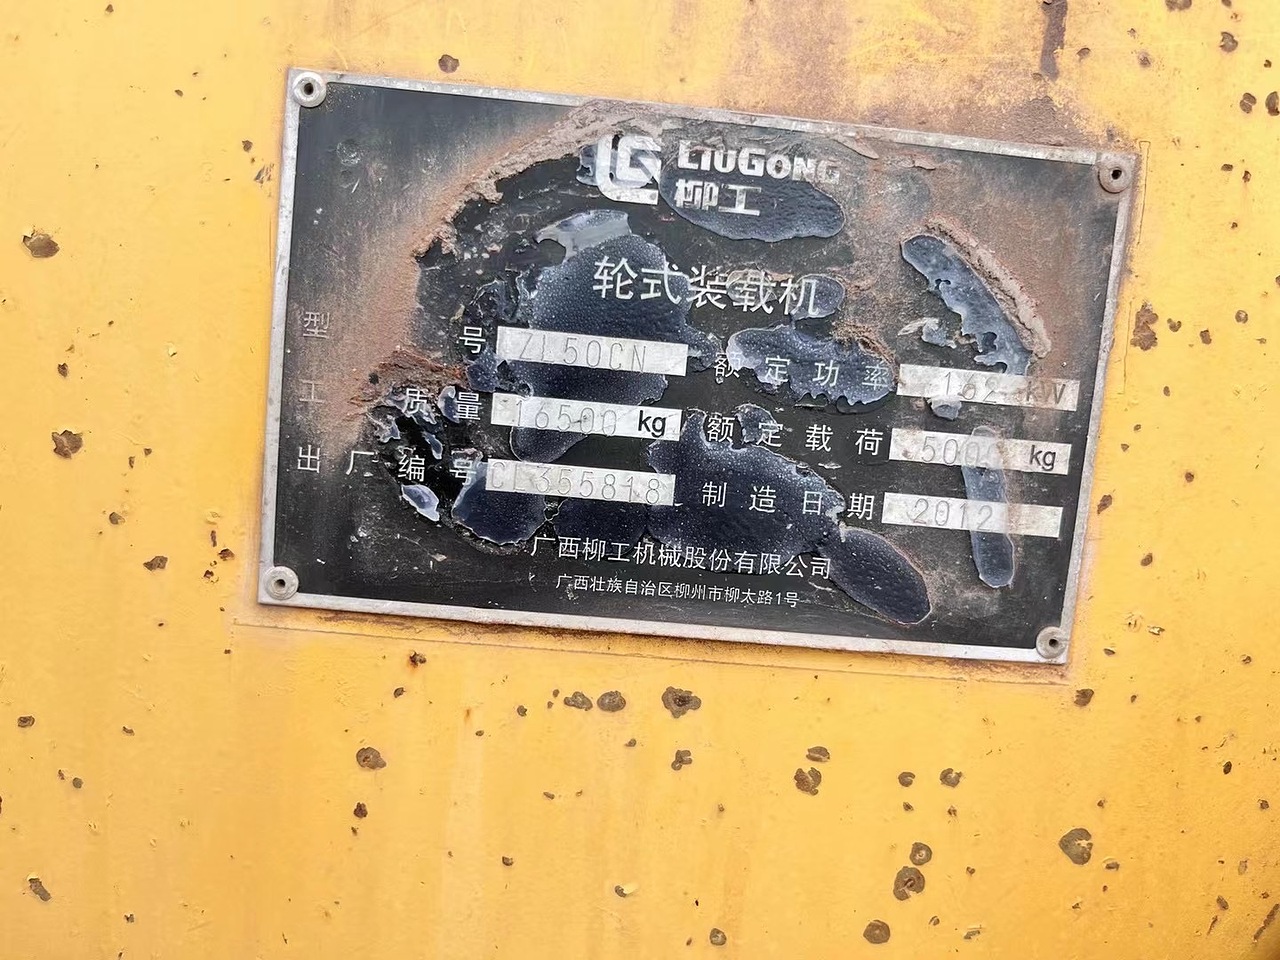 LG LIUGONG
柳工
轮式装载机
型 号 ZL50CN 额定功率 162 kW
工 质 量 16500 kg 额定载荷 500 kg
出厂编号 CL355818 制造日期 2012
广西柳工机械股份有限公司
广西壮族自治区柳州市柳太路1号